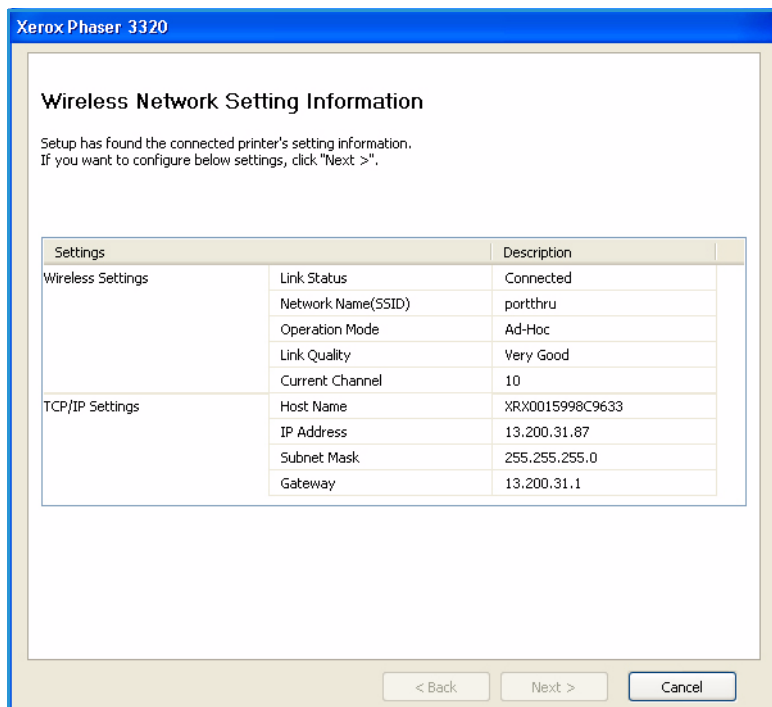 Xerox Phaser 3320
Wireless Network Setting Information
Setup has found the connected printer's setting information.
If you want to configure below settings, click "Next >".
Settings Description
Wireless Settings Link Status Connected
Network Name(SSID) portthru
Operation Mode Ad-Hoc
Link Quality Very Good
Current Channel 10
TCP/IP Settings Host Name XRX0015998C9633
IP Address 13.200.31.87
Subnet Mask 255.255.255.0
Gateway 13.200.31.1
< Back Next > Cancel